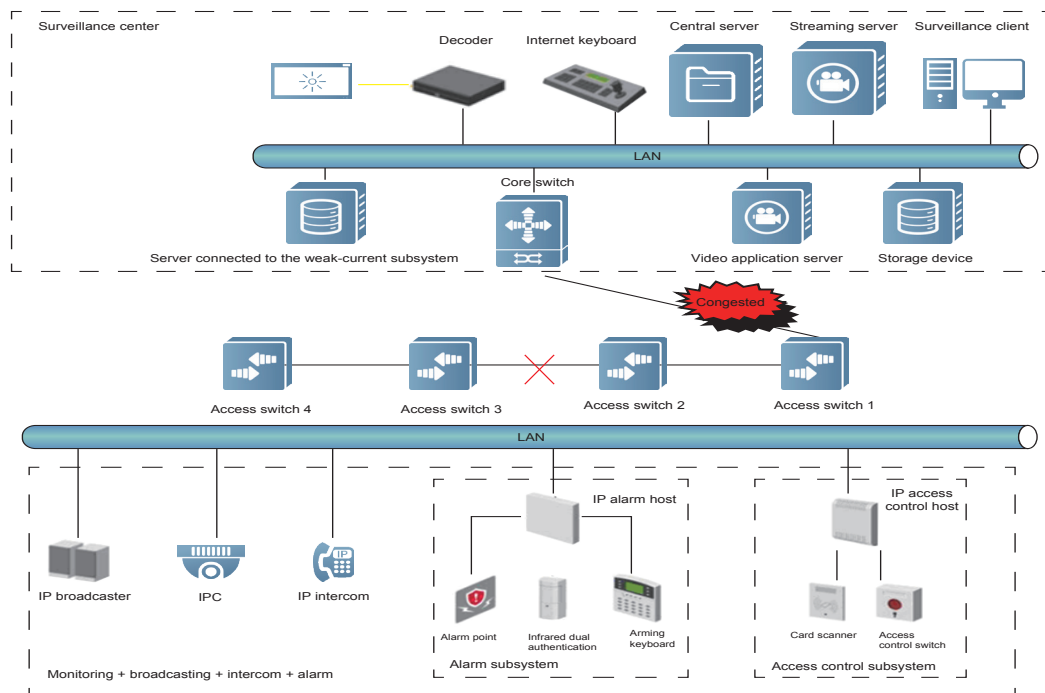 Surveillance center
Decoder
Internet keyboard
Central server
Streaming server
Surveillance client
LAN
Core switch
Server connected to the weak-current subsystem
Video application server
Storage device
Congested
Access switch 4
Access switch 3
Access switch 2
Access switch 1
LAN
IP alarm host
IP access
control host
IP
IP broadcaster
IPC
IP intercom
Alarm point
Infrared dual
authentication
Arming
keyboard
Card scanner
Access
control switch
Alarm subsystem
Access control subsystem
Monitoring + broadcasting + intercom + alarm